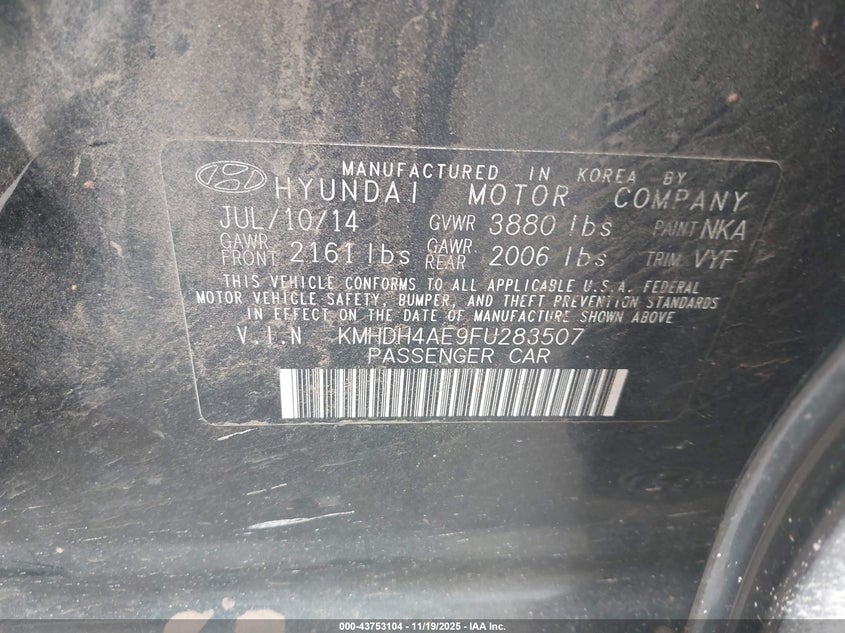 MANUFACTURED IN KOREA BY
HYUNDAI MOTOR COMPANY
JUL/10/14 GVWR 3880 lbs PAINT NKA
GAWR FRONT 2161 lbs GAWR REAR 2006 lbs TRIM VYF
THIS VEHICLE CONFORMS TO ALL APPLICABLE U.S.A. FEDERAL
MOTOR VEHICLE SAFETY, BUMPER, AND THEFT PREVENTION STANDARDS
IN EFFECT ON THE DATE OF MANUFACTURE SHOWN ABOVE
V.I.N KMHDH4AE9FU283507
PASSENGER CAR
000-43753104 - 11/19/2025 - IAA Inc.